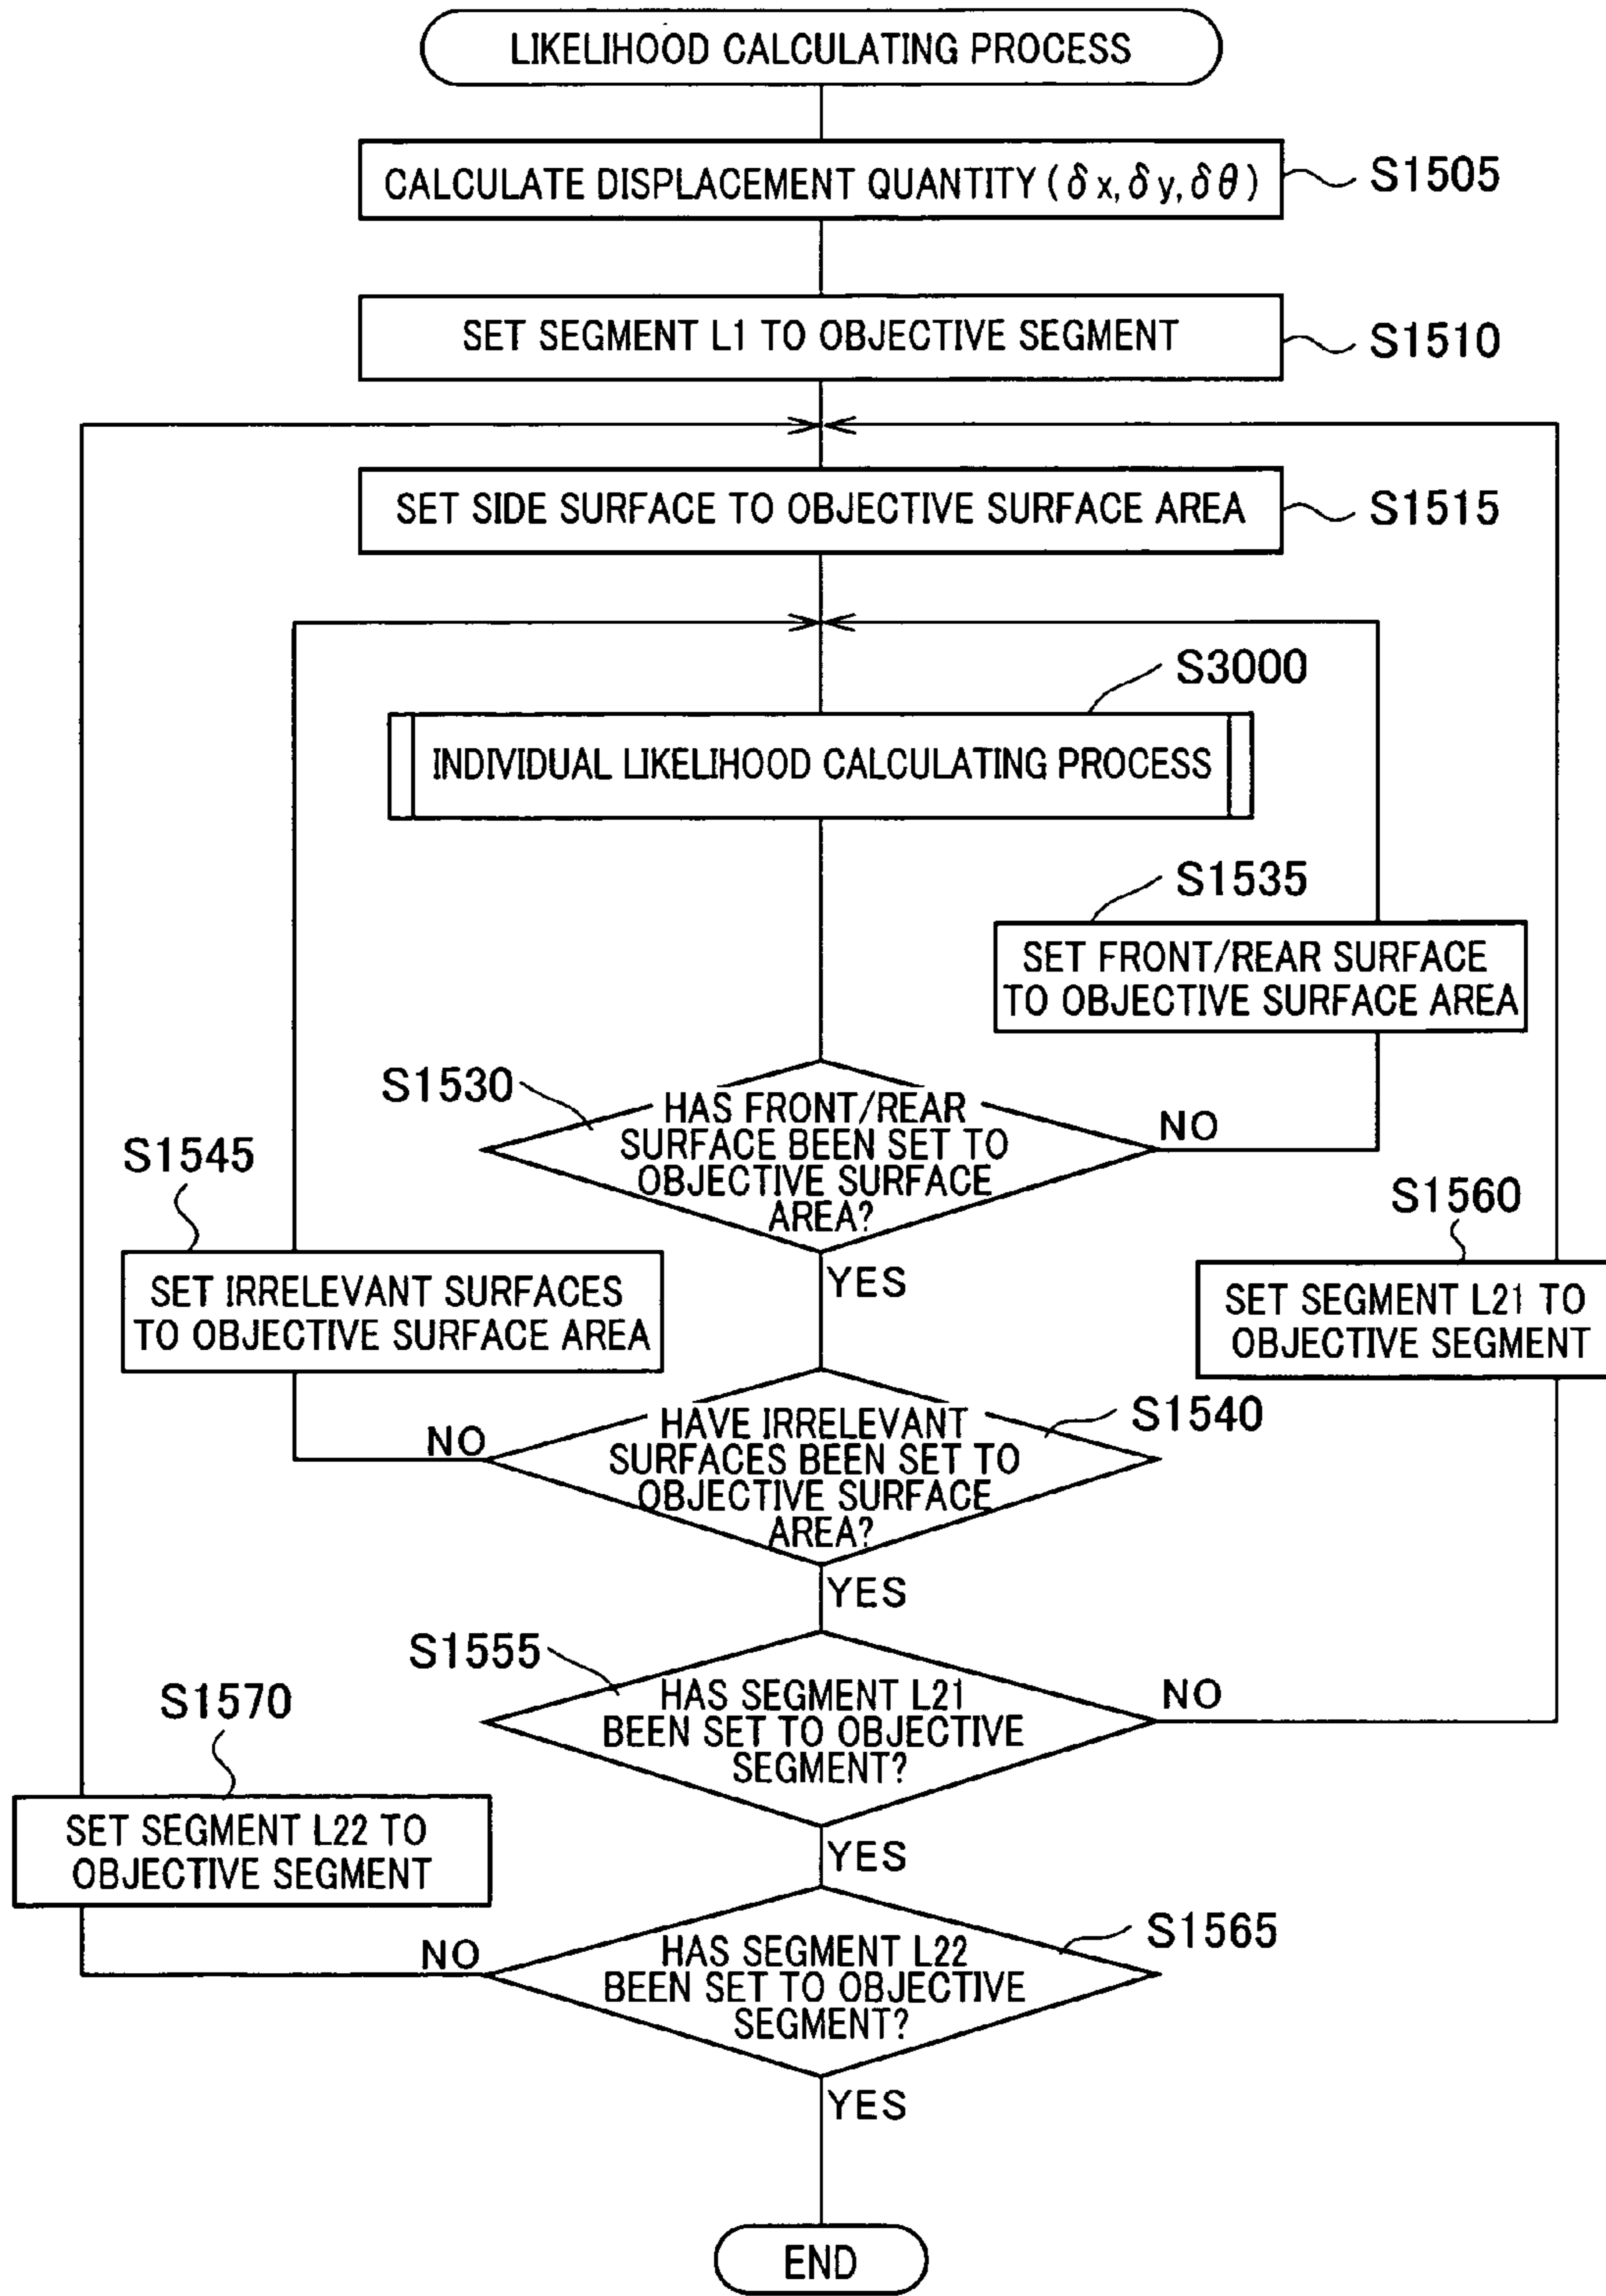 LIKELIHOOD CALCULATING PROCESS
CALCULATE DISPLACEMENT QUANTITY (δx, δy, δθ)
S1505
SET SEGMENT L1 TO OBJECTIVE SEGMENT
S1510
SET SIDE SURFACE TO OBJECTIVE SURFACE AREA
S1515
S3000
INDIVIDUAL LIKELIHOOD CALCULATING PROCESS
S1535
SET FRONT/REAR SURFACE
TO OBJECTIVE SURFACE AREA
S1530
HAS FRONT/REAR
SURFACE BEEN SET TO
OBJECTIVE SURFACE
AREA?
NO
YES
S1545
SET IRRELEVANT SURFACES
TO OBJECTIVE SURFACE AREA
S1560
SET SEGMENT L21 TO
OBJECTIVE SEGMENT
S1540
HAVE IRRELEVANT
SURFACES BEEN SET TO
OBJECTIVE SURFACE
AREA?
NO
YES
S1555
HAS SEGMENT L21
BEEN SET TO OBJECTIVE
SEGMENT?
NO
YES
S1570
SET SEGMENT L22 TO
OBJECTIVE SEGMENT
S1565
HAS SEGMENT L22
BEEN SET TO OBJECTIVE
SEGMENT?
NO
YES
END